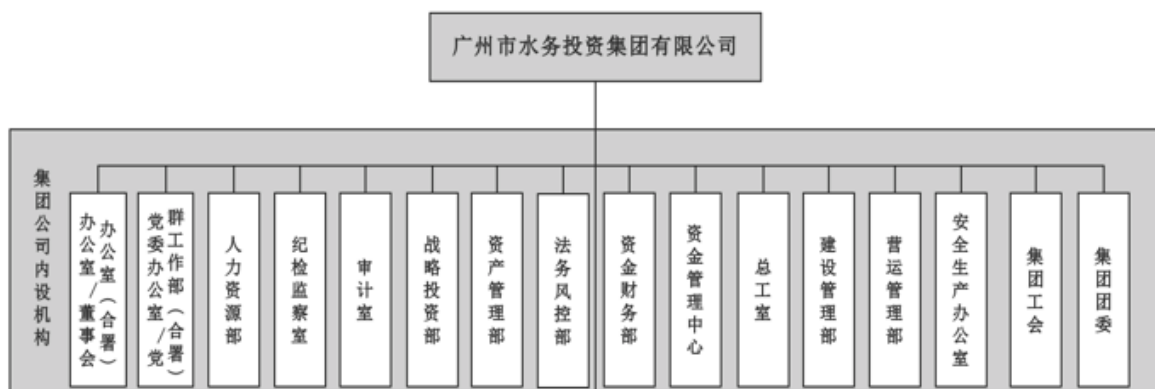 广州市水务投资集团有限公司
集团公司内设机构
办公室/董事会
办公室（合署）
党委办公室/党
群工作部（合署）
人力资源部
纪检监察室
审计室
战略投资部
资产管理部
法务风控部
资金财务部
资金管理中心
总工室
建设管理部
营运管理部
安全生产办公室
集团工会
集团团委